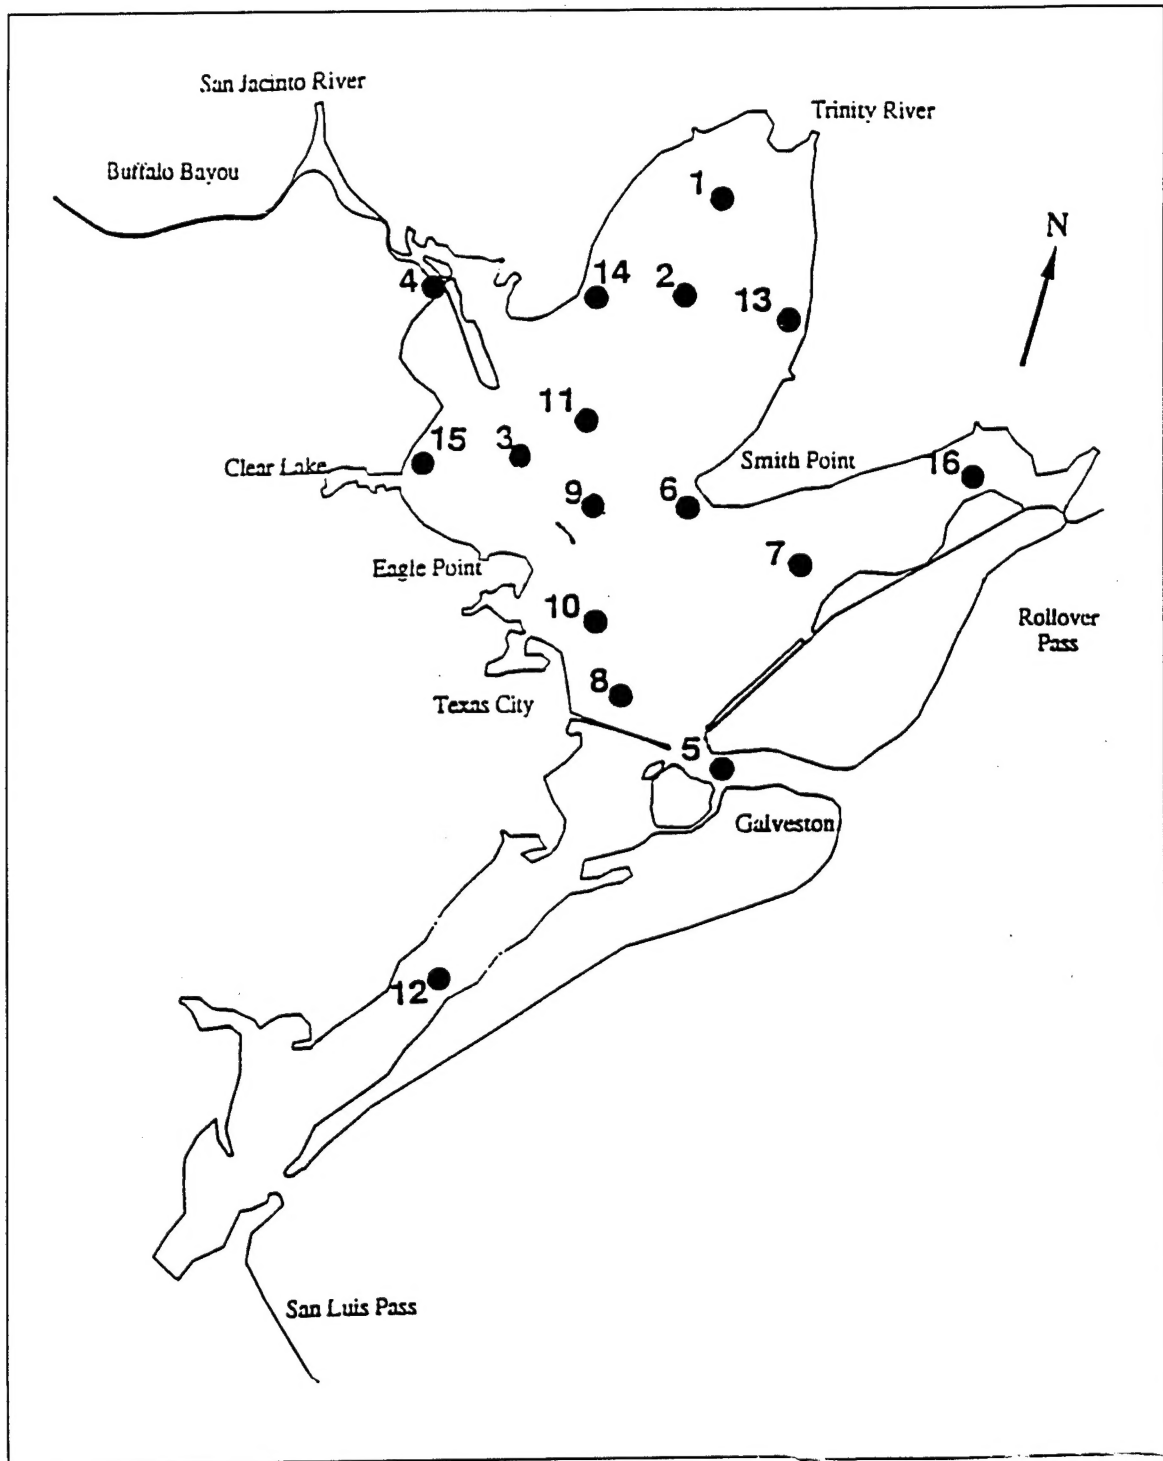 San Jacinto River
Trinity River
Buffalo Bayou
1
N
4
14
2
13
11
15
3
Clear Lake
Smith Point
16
9
6
7
Eagle Point
10
Rollover
Pass
8
Texas City
5
Galveston
12
San Luis Pass